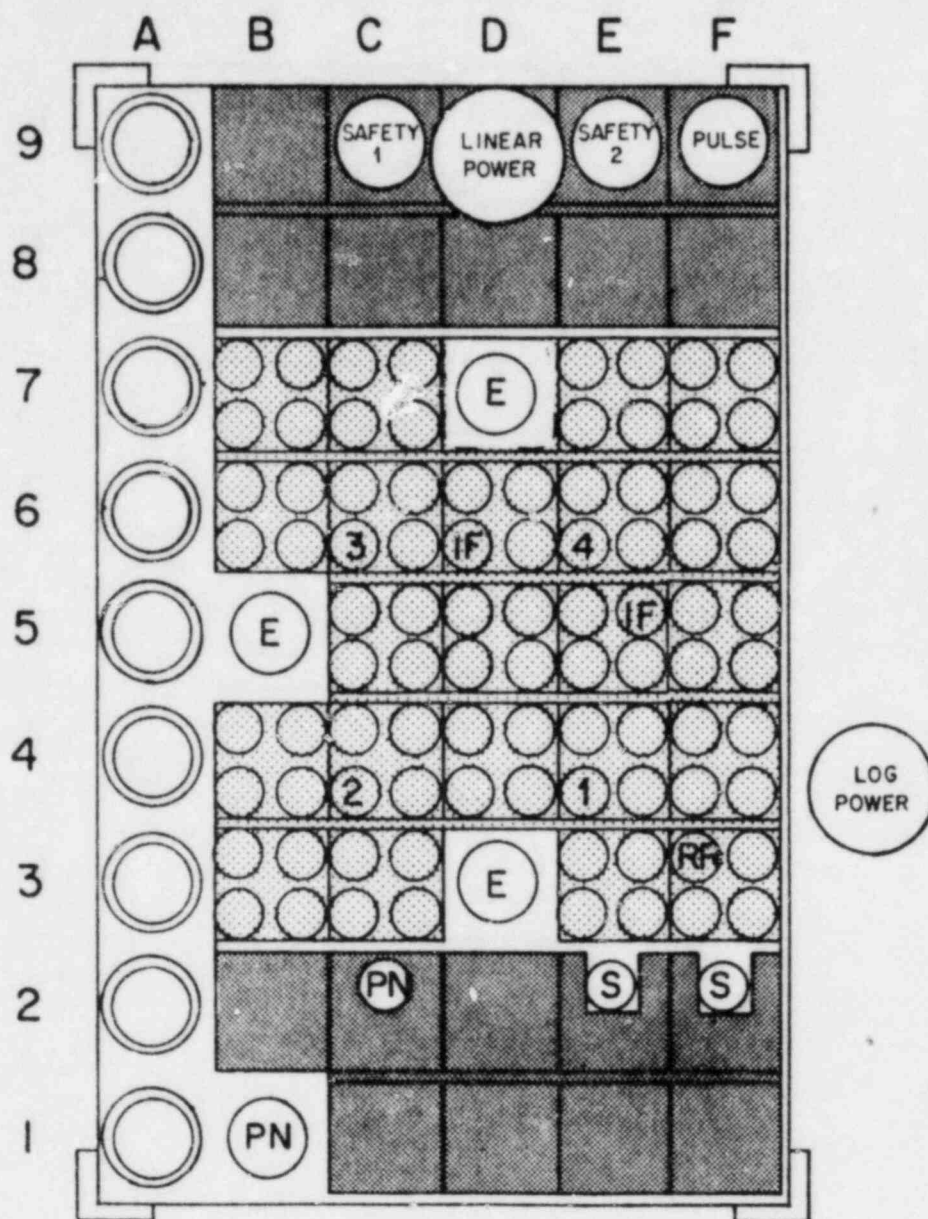 A B C D E F
9 SAFETY 1 LINEAR POWER SAFETY 2 PULSE
8
7 E
6 3 IF 4
5 E IF
4 2 1 LOG POWER
3 E RR
2 PN S S
1 PN